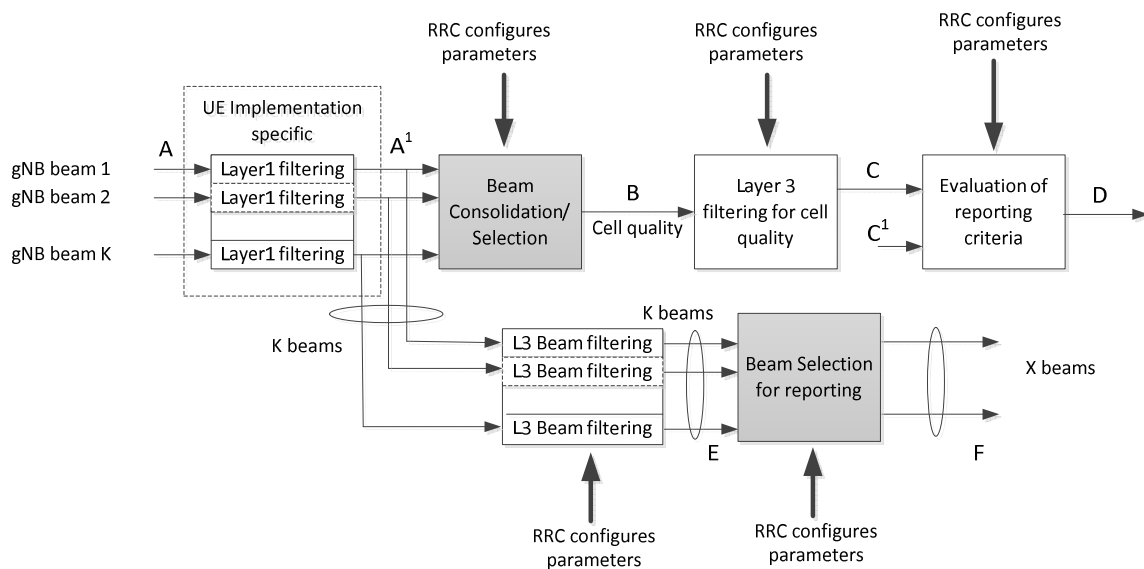 RRC configures
parameters
RRC configures
parameters
RRC configures
parameters
UE Implementation
specific
A
A¹
gNB beam 1
gNB beam 2
gNB beam K
Layer1 filtering
Layer1 filtering
Layer1 filtering
Beam
Consolidation/
Selection
B
Cell quality
Layer 3
filtering for cell
quality
C
C¹
Evaluation of
reporting
criteria
D
K beams
L3 Beam filtering
L3 Beam filtering
L3 Beam filtering
K beams
E
Beam Selection
for reporting
X beams
F
RRC configures
parameters
RRC configures
parameters